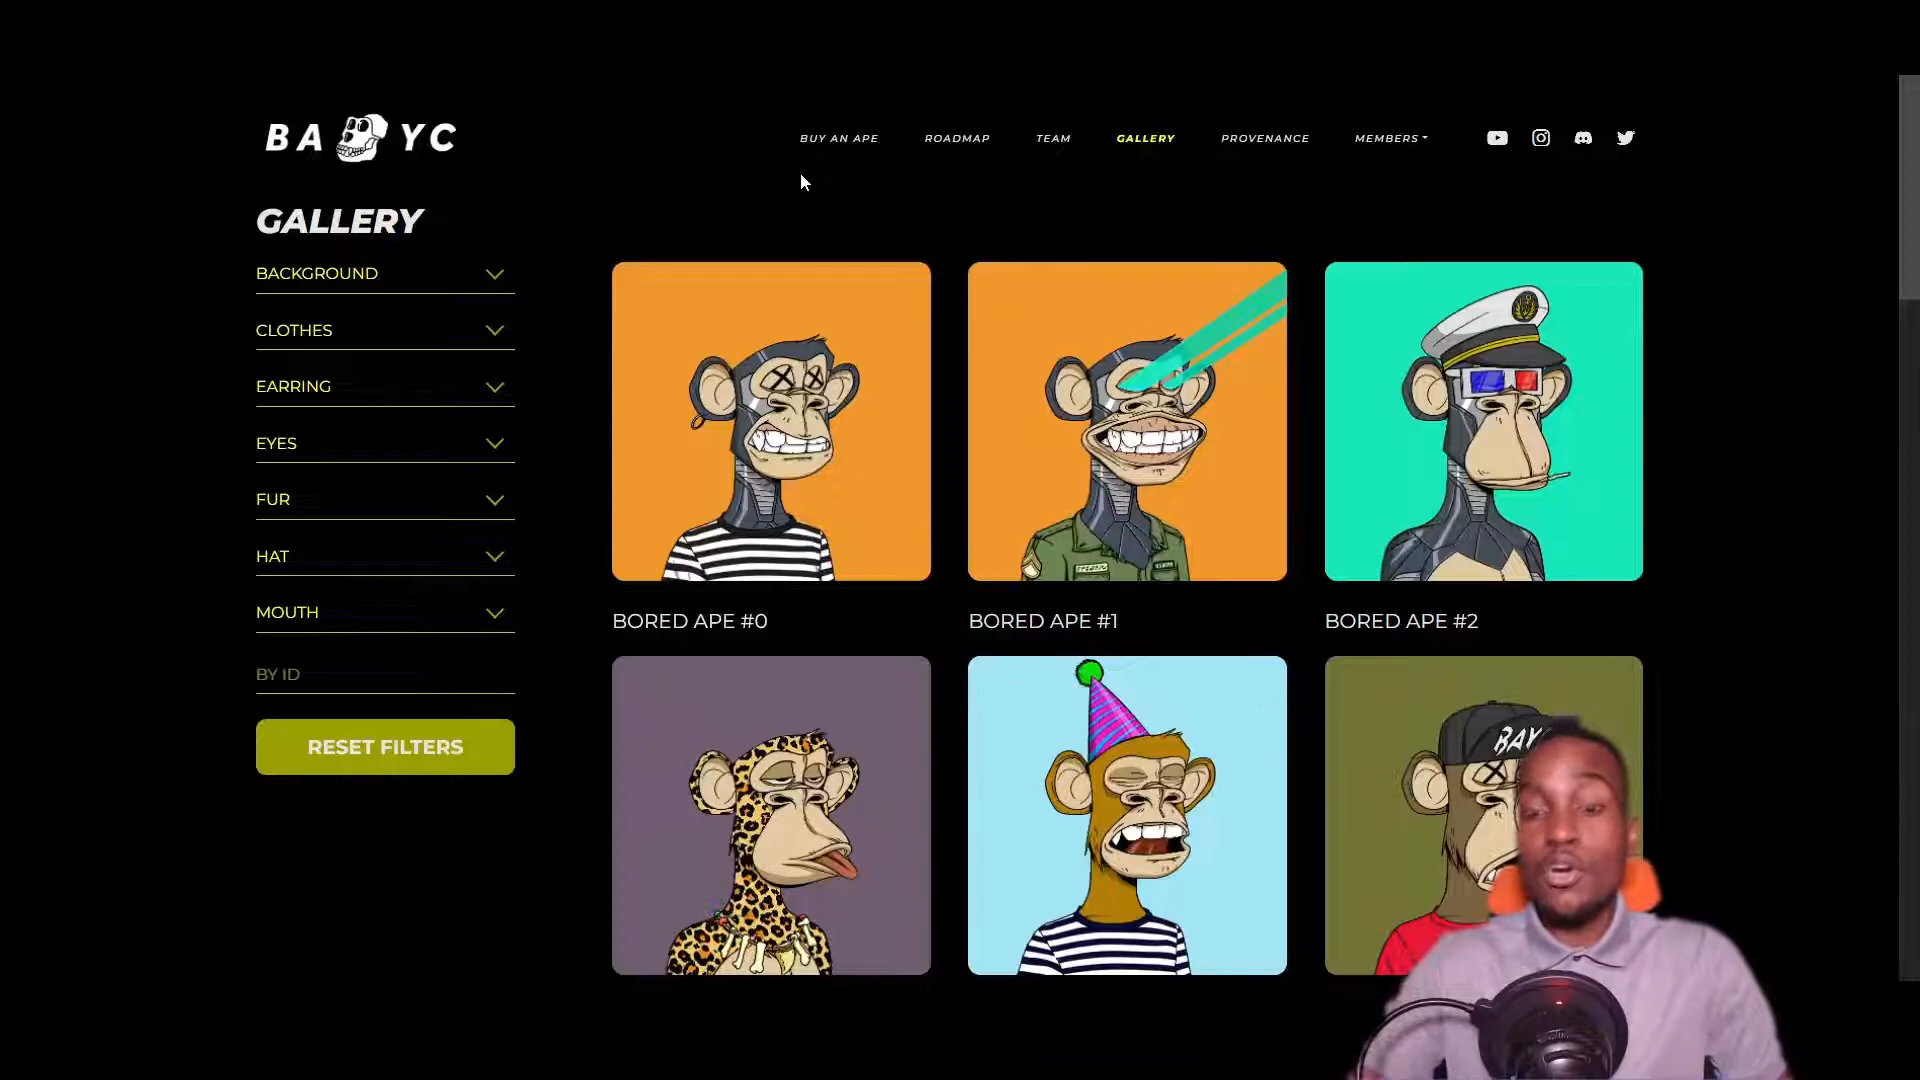 BA YC
BUY AN APE
ROADMAP
TEAM
GALLERY
PROVENANCE
MEMBERS
GALLERY
BACKGROUND
CLOTHES
EARRING
EYES
FUR
HAT
MOUTH
BY ID
RESET FILTERS
BORED APE #0
BORED APE #1
BORED APE #2